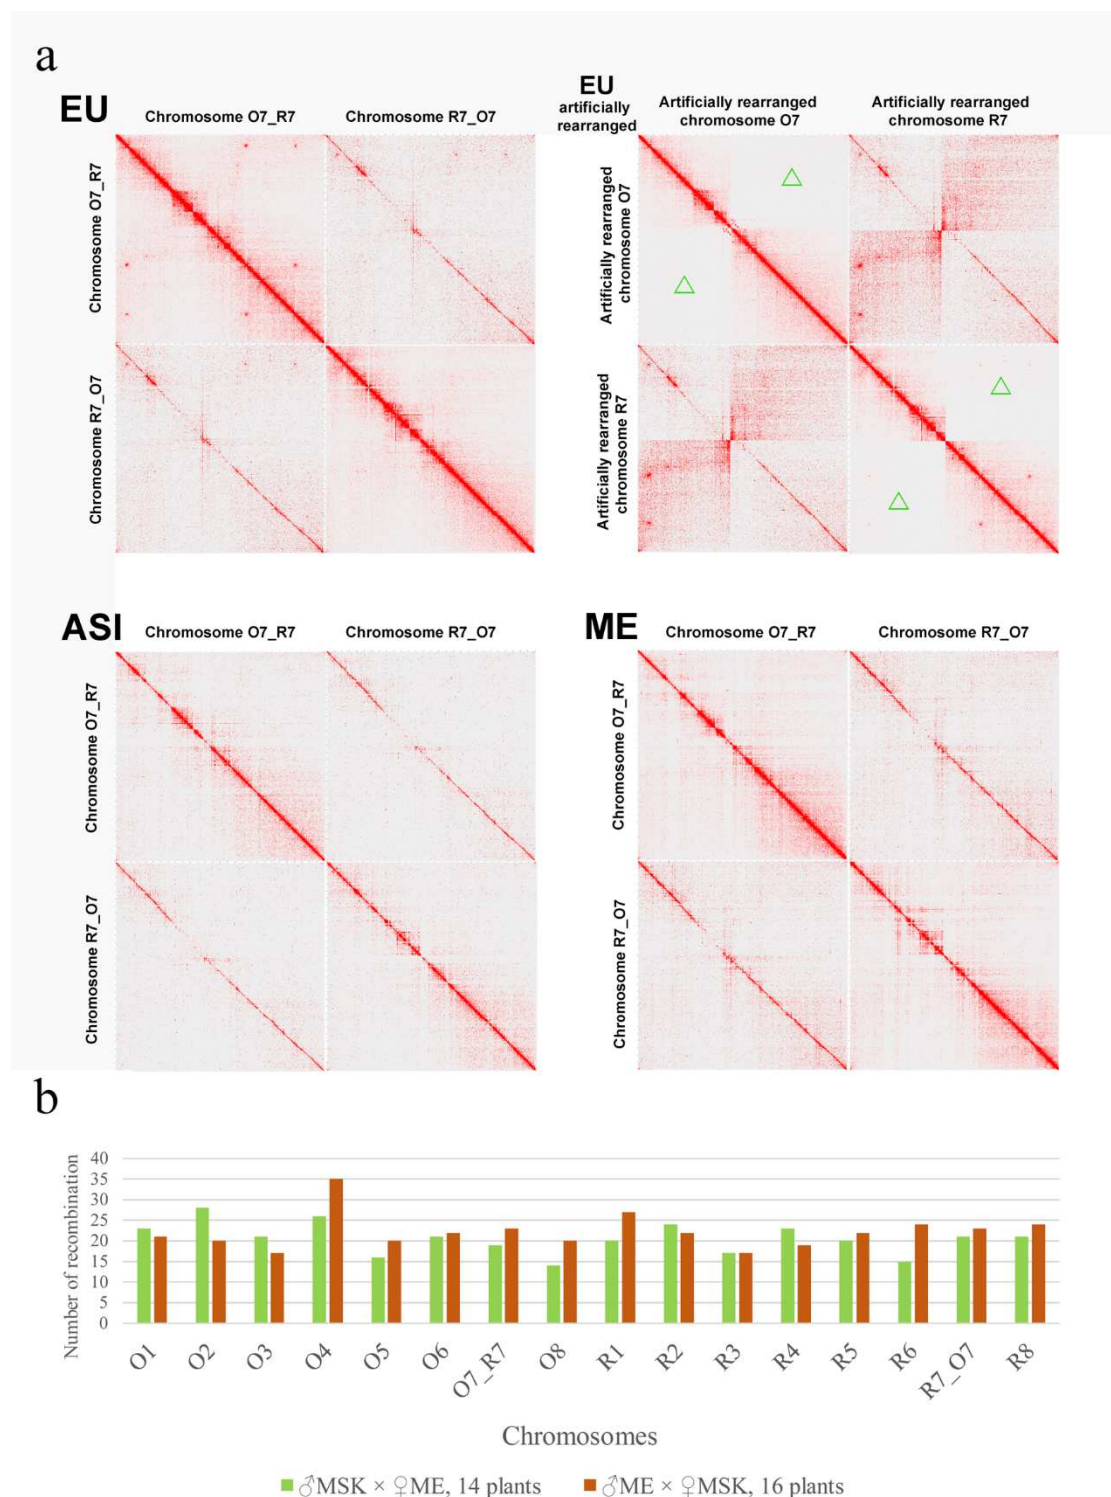 a
EU
Chromosome O7_R7
Chromosome R7_O7
Chromosome O7_R7
Chromosome R7_O7
EU
artificially
rearranged
Artificially rearranged
chromosome O7
Artificially rearranged
chromosome R7
Artificially rearranged
chromosome O7
Artificially rearranged
chromosome R7
ASI
Chromosome O7_R7
Chromosome R7_O7
Chromosome O7_R7
Chromosome R7_O7
ME
Chromosome O7_R7
Chromosome R7_O7
Chromosome O7_R7
Chromosome R7_O7
b
Number of recombination
40
35
30
25
20
15
10
5
0
O1 O2 O3 O4 O5 O6 O7_R7 O8 R1 R2 R3 R4 R5 R6 R7_O7 R8
Chromosomes
♂MSK × ♀ME, 14 plants ♂ME × ♀MSK, 16 plants